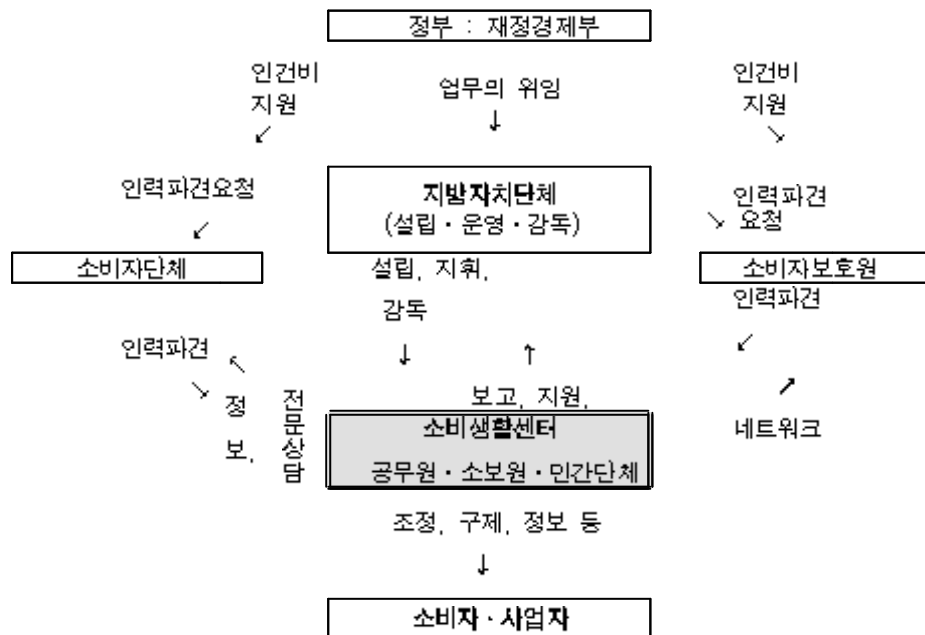 정부 : 재정경제부
인건비
지원
↙
업무의 위임
↓
인건비
지원
↘
인력파견요청
↙
지방자치단체
(설립·운영·감독)
인력파견
↘ 요청
소비자단체
소비자보호원
설립, 지휘,
감독
↓ ↑
인력파견
↙
인력파견 ↖
↘
정
보,
전
문
상
담
보고, 지원,
↗
네트워크
소비생활센터
공무원·소보원·민간단체
조정, 구제, 정보 등
↓
소비자·사업자